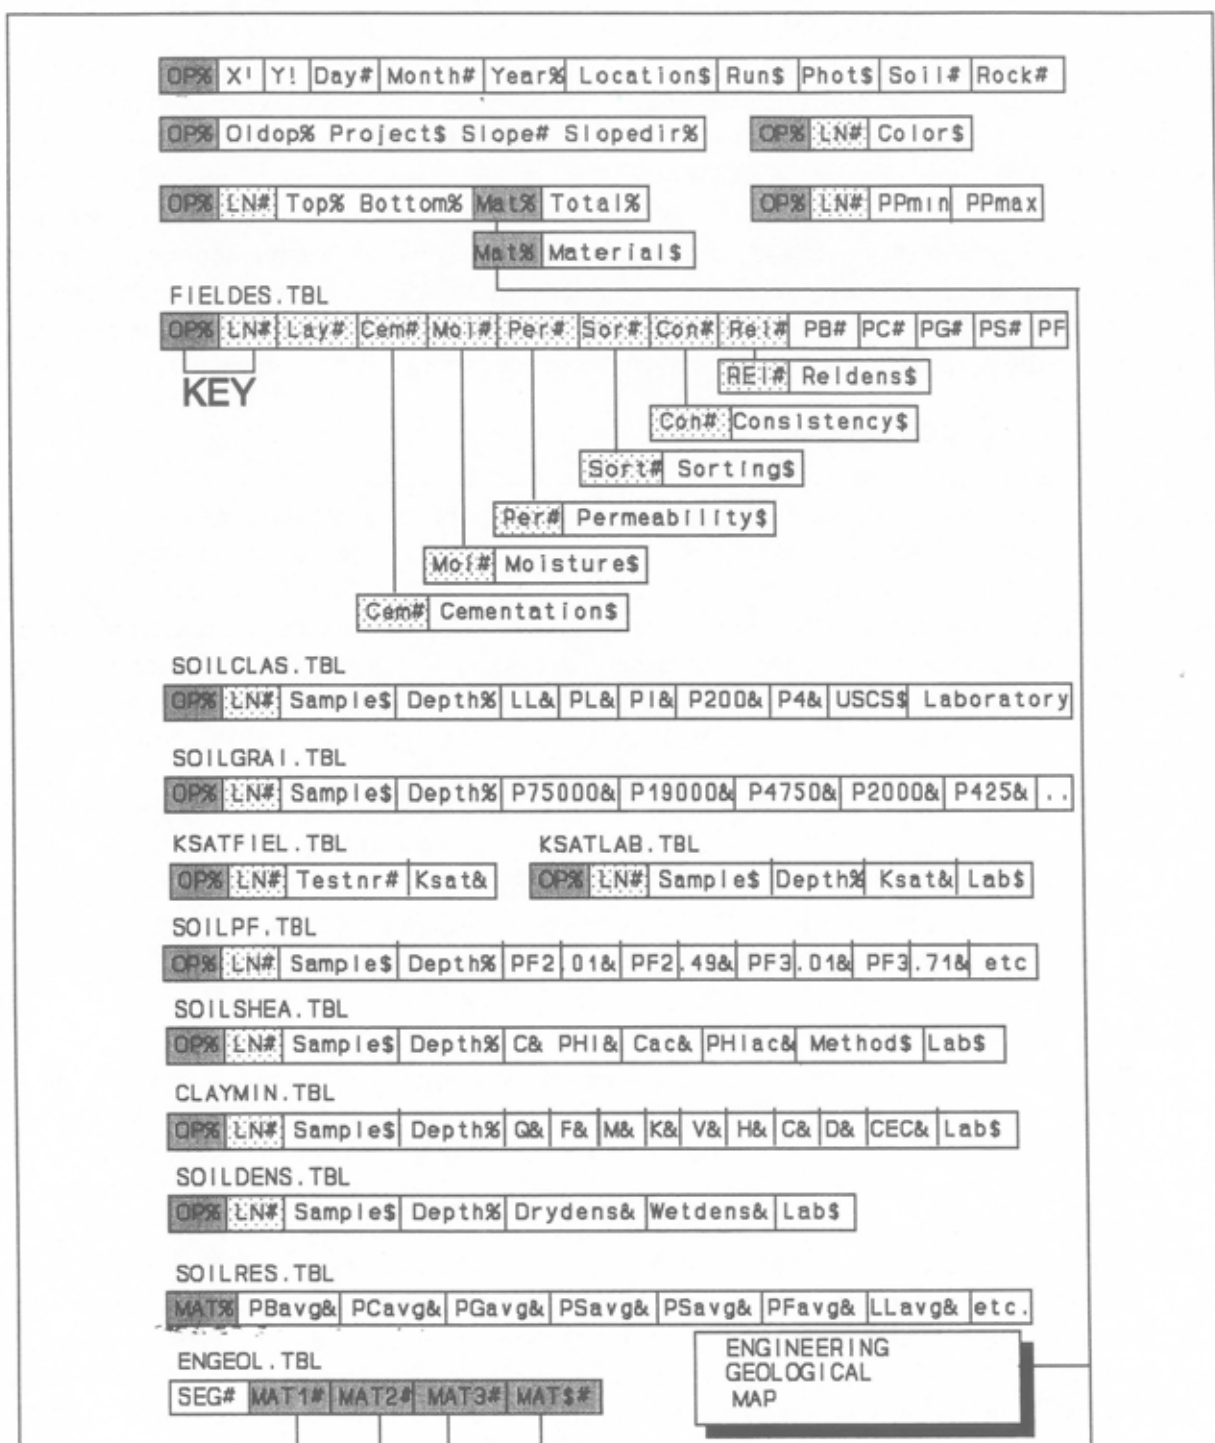 OP% X! Y! Day# Month# Year% Location$ Run$ Phot$ Soil# Rock#
OP% Oldop% Project$ Slope# Slopedir%
OP% LN# Color$
OP% LN# Top% Bottom% Mat% Total%
OP% LN# PPmin PPmax
Mat% Material$
FIELDES.TBL
OP% LN# Lay# Cem# Moi# Per# Sor# Con# Rel# PB# PC# PG# PS# PF
KEY
REl# Reldens$
Con# Consistency$
Sort# Sorting$
Per# Permeability$
Moi# Moisture$
Cem# Cementation$
SOILCLAS.TBL
OP% LN# Sample$ Depth% LL& PL& PI& P200& P4& USCS$ Laboratory
SOILGRAI.TBL
OP% LN# Sample$ Depth% P75000& P19000& P4750& P2000& P425& ..
KSATFIEL.TBL
OP% LN# Testnr# Ksat&
KSATLAB.TBL
OP% LN# Sample$ Depth% Ksat& Lab$
SOILPF.TBL
OP% LN# Sample$ Depth% PF2.01& PF2.49& PF3.01& PF3.71& etc
SOILSHEA.TBL
OP% LN# Sample$ Depth% C& PHI& Cac& PHIac& Method$ Lab$
CLAYMIN.TBL
OP% LN# Sample$ Depth% Q& F& M& K& V& H& C& D& CEC& Lab$
SOILDENS.TBL
OP% LN# Sample$ Depth% Drydens& Wetdens& Lab$
SOILRES.TBL
MAT% PBavg& PCavg& PGavg& PSavg& PSavg& PFavg& LLavg& etc.
ENGEOL.TBL
SEG# MAT1# MAT2# MAT3# MAT$#
ENGINEERING
GEOLOGICAL
MAP